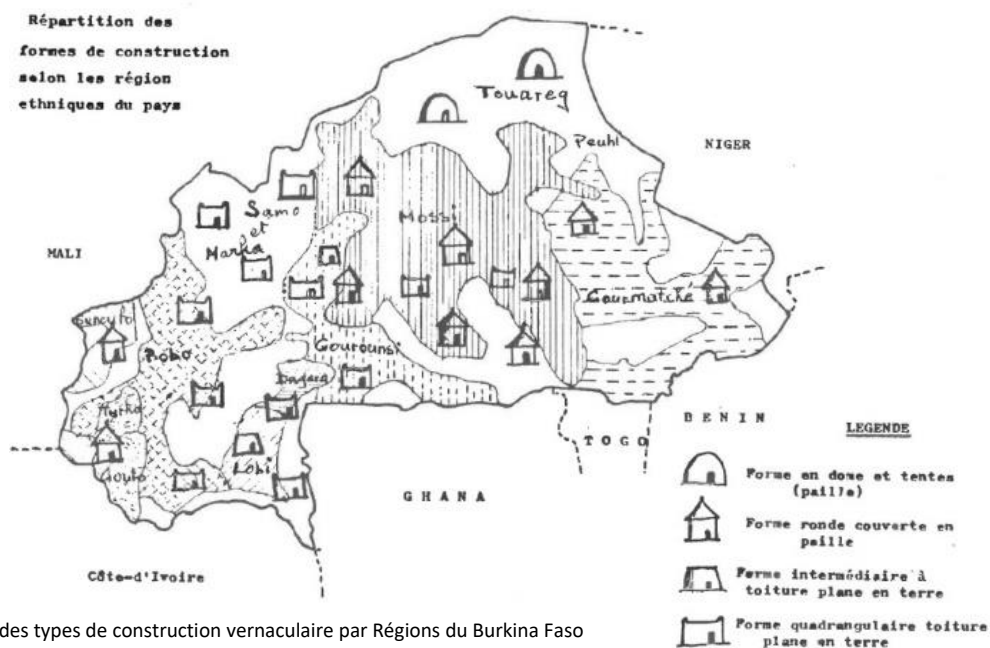 Répartition des
formes de construction
selon les région
ethniques du pays
Touareg
Peuhl
NIGER
Mossi
Samo
et
Marka
MALI
Gourmatché
Bobo
Gourounsi
Dagara
Turka
Gouto
Lobi
BENIN
TOGO
GHANA
Côte-d'Ivoire
LEGENDE
Forme en dome et tentes
(paille)
Forme ronde couverte en
paille
Forme intermédiaire à
toiture plane en terre
Forme quadrangulaire toiture
plane en terre
des types de construction vernaculaire par Régions du Burkina Faso